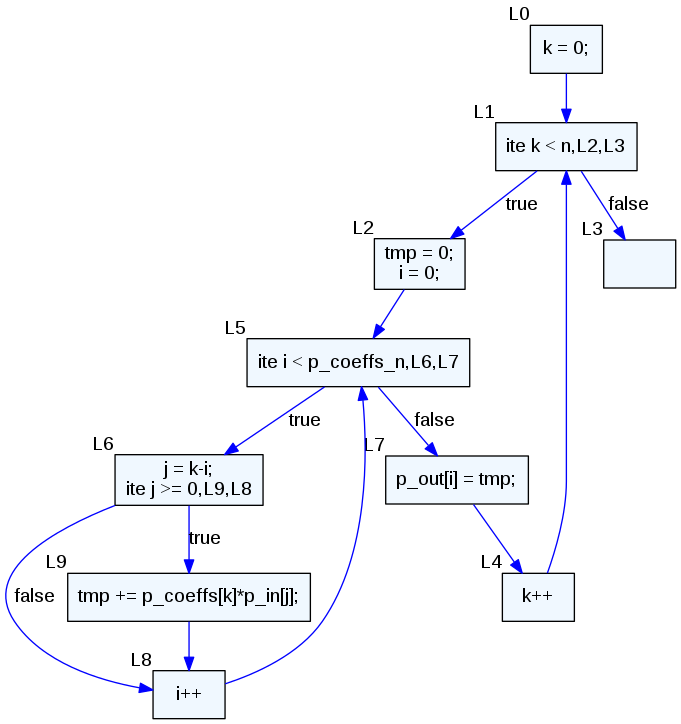 L0
k = 0;
L1
ite k < n,L2,L3
true
false
L2
tmp = 0;
i = 0;
L3
L5
ite i < p_coeffs_n,L6,L7
true
false
L6
j = k-i;
ite j >= 0,L9,L8
L7
p_out[i] = tmp;
true
false
L9
tmp += p_coeffs[k]*p_in[j];
L4
k++
L8
i++